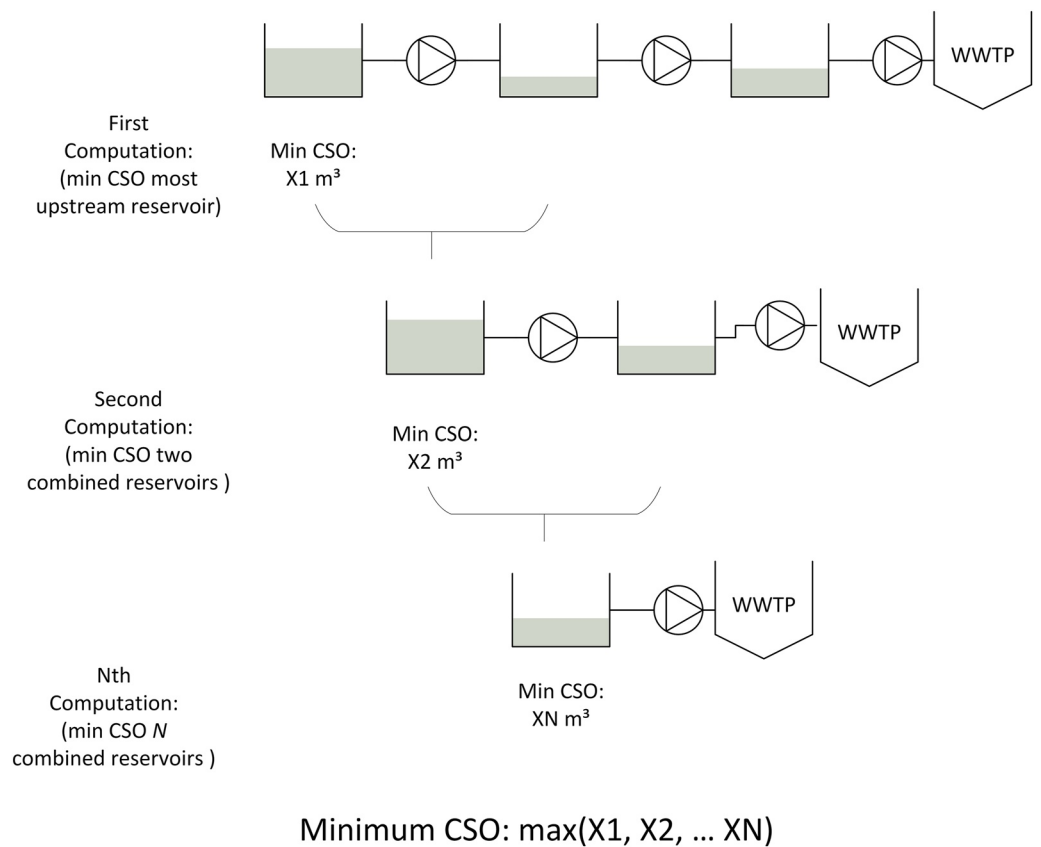 WWTP
First
Computation:
(min CSO most
upstream reservoir)
Min CSO:
X1 m³
WWTP
Second
Computation:
(min CSO two
combined reservoirs )
Min CSO:
X2 m³
WWTP
Nth
Computation:
(min CSO N
combined reservoirs )
Min CSO:
XN m³
Minimum CSO: max(X1, X2, ... XN)